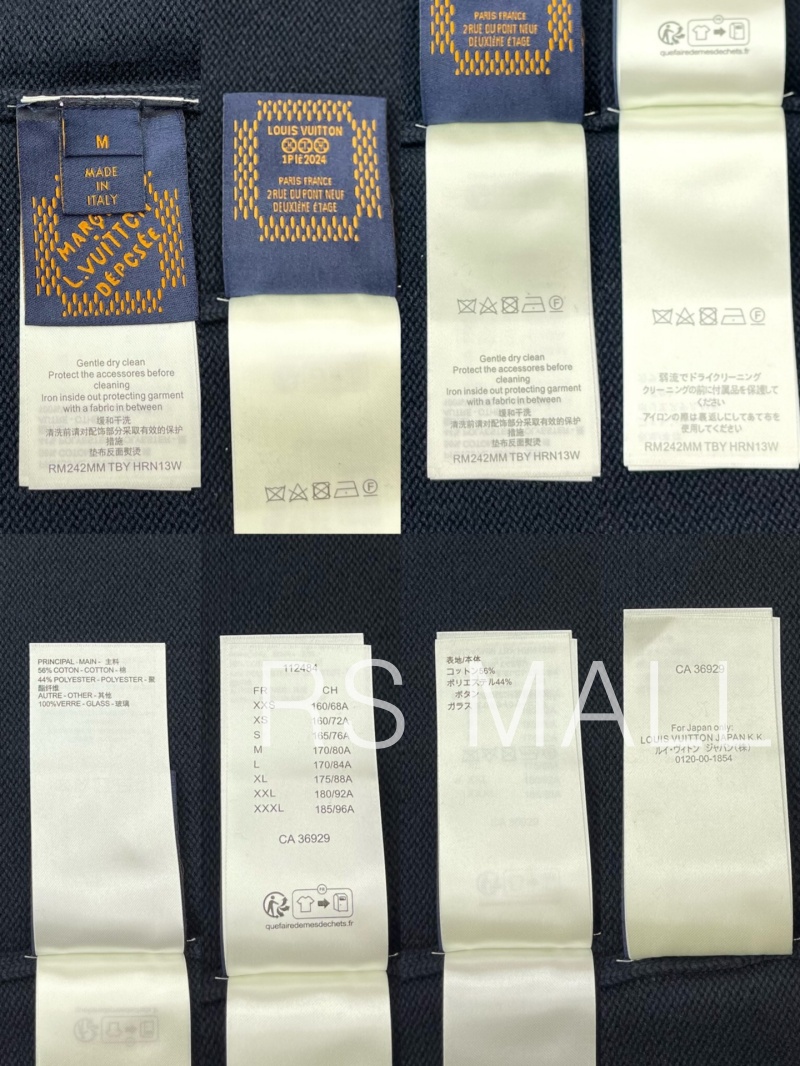 M
MADE
IN
ITALY
L.VUITTON
Gentle dry clean
Protect the accessores before
cleaning
Iron inside out protecting garment
with a fabric in between
缓和干洗
清洗前请对配饰部分采取有效的保护
措施
垫布反面熨烫
RM242MM TBY HRN13W
LOUIS VUITTON
PARIS FRANCE
2 RUE DU PONT NEUF
DEUXIÈME ÉTAGE
PARIS FRANCE
2 RUE DU PONT NEUF
DEUXIÈME ÉTAGE
Gentle dry clean
Protect the accessores before
cleaning
Iron inside out protecting garment
with a fabric in between
缓和干洗
清洗前请对配饰部分采取有效的保护
措施
垫布反面熨烫
RM242MM TBY HRN13W
quefairedemesdechets.fr
弱流でドライクリーニング
クリーニングの前に付属品を保護して
ください
アイロンの際は裏返しにしてあて布を
使用してください
RM242MM TBY HRN13W
PRINCIPAL - MAIN - 主料
56% COTON - COTTON - 棉
44% POLYESTER - POLYESTER - 聚
酯纤维
AUTRE - OTHER - 其他
100%VERRE - GLASS - 玻璃
112484
FR CH
XXS 160/68A
XS 160/72A
S 165/76A
M 170/80A
L 170/84A
XL 175/88A
XXL 180/92A
XXXL 185/96A
CA 36929
FR
quefairedemesdechets.fr
表地/本体
コットン56%
ポリエステル44%
ボタン
ガラス
CA 36929
For Japan only:
LOUIS VUITTON JAPAN K.K.
ルイ・ヴィトン ジャパン(株)
0120-00-1854
RS MALL